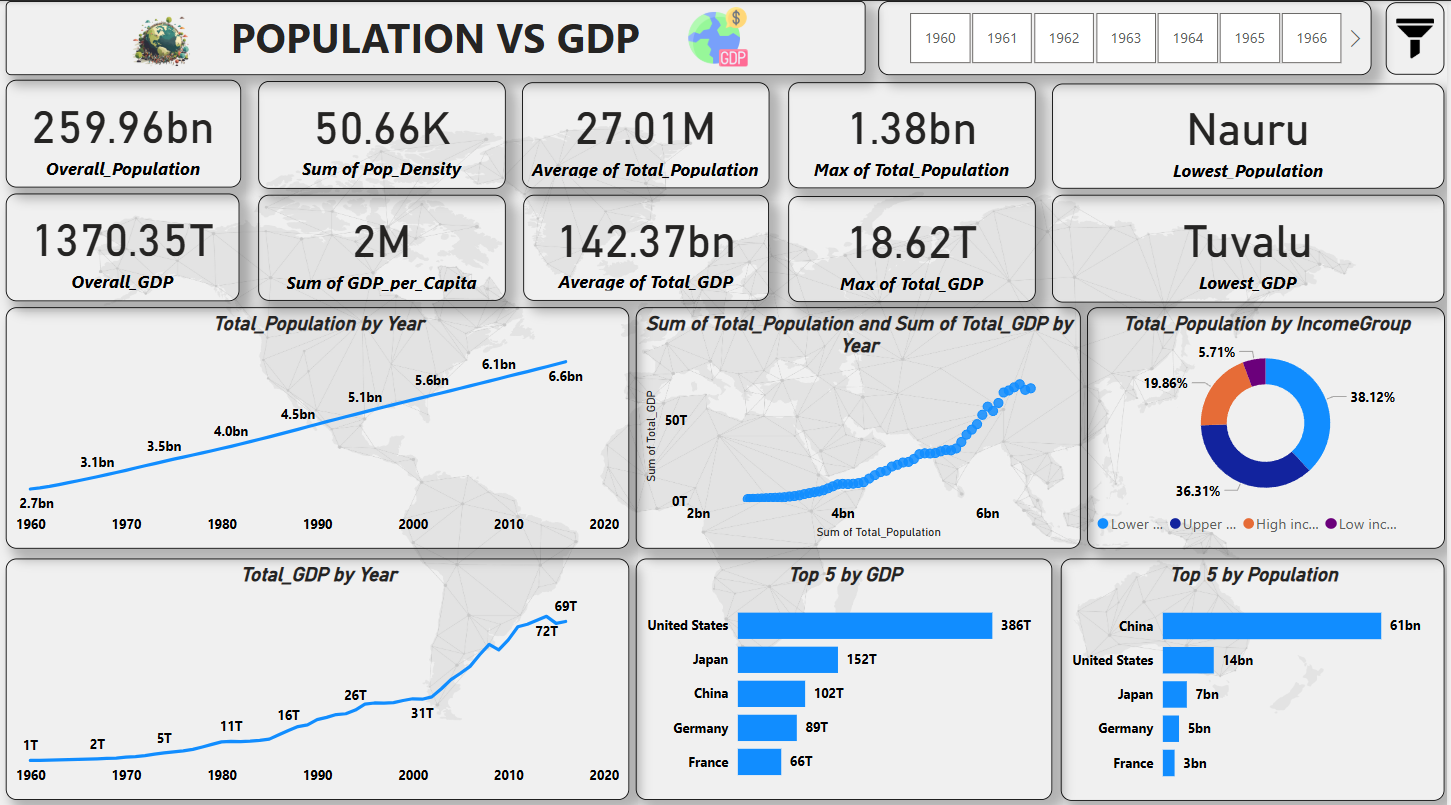 POPULATION VS GDP
$
GDP
1960 1961 1962 1963 1964 1965 1966
259.96bn
Overall_Population
50.66K
Sum of Pop_Density
27.01M
Average of Total_Population
1.38bn
Max of Total_Population
Nauru
Lowest_Population
1370.35T
Overall_GDP
2M
Sum of GDP_per_Capita
142.37bn
Average of Total_GDP
18.62T
Max of Total_GDP
Tuvalu
Lowest_GDP
Total_Population by Year
2.7bn
3.1bn
3.5bn
4.0bn
4.5bn
5.1bn
5.6bn
6.1bn
6.6bn
1960 1970 1980 1990 2000 2010 2020
Sum of Total_Population and Sum of Total_GDP by
Year
Sum of Total_GDP
50T
0T
2bn 4bn 6bn
Sum of Total_Population
Total_Population by IncomeGroup
5.71%
19.86%
38.12%
36.31%
Lower ... Upper ... High inc... Low inc...
Total_GDP by Year
1T
2T
5T
11T
16T
26T
31T
72T
69T
1960 1970 1980 1990 2000 2010 2020
Top 5 by GDP
United States 386T
Japan 152T
China 102T
Germany 89T
France 66T
Top 5 by Population
China 61bn
United States 14bn
Japan 7bn
Germany 5bn
France 3bn